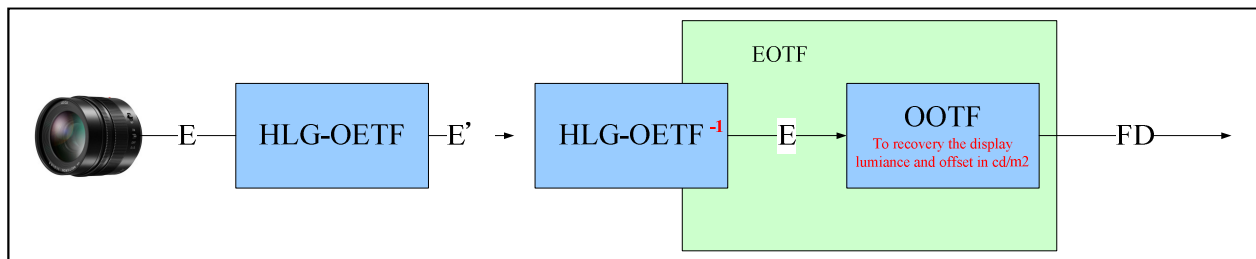 EOTF
E
HLG-OETF
E'
HLG-OETF -1
E
OOTF
To recovery the display
lumiance and offset in cd/m2
FD